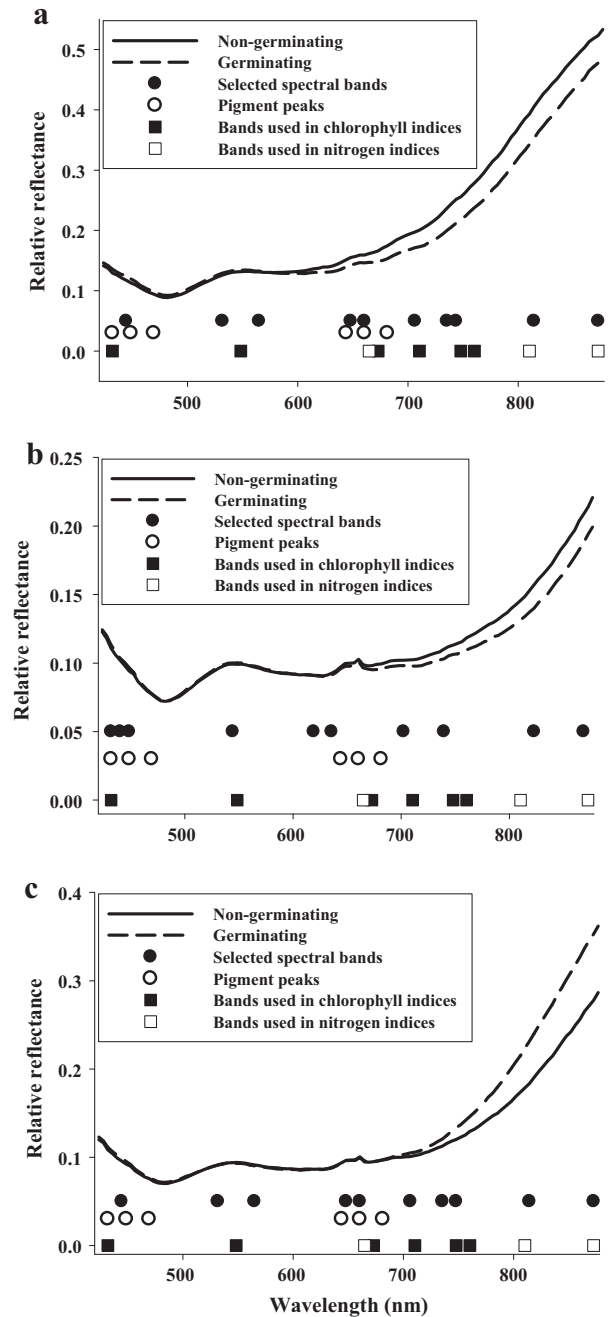 a
Non-germinating
Germinating
Selected spectral bands
Pigment peaks
Bands used in chlorophyll indices
Bands used in nitrogen indices
Relative reflectance
0.5
0.4
0.3
0.2
0.1
0.0
500
600
700
800
b
Non-germinating
Germinating
Selected spectral bands
Pigment peaks
Bands used in chlorophyll indices
Bands used in nitrogen indices
Relative reflectance
0.25
0.20
0.15
0.10
0.05
0.00
500
600
700
800
c
Non-germinating
Germinating
Selected spectral bands
Pigment peaks
Bands used in chlorophyll indices
Bands used in nitrogen indices
Relative reflectance
0.4
0.3
0.2
0.1
0.0
500
600
700
800
Wavelength (nm)